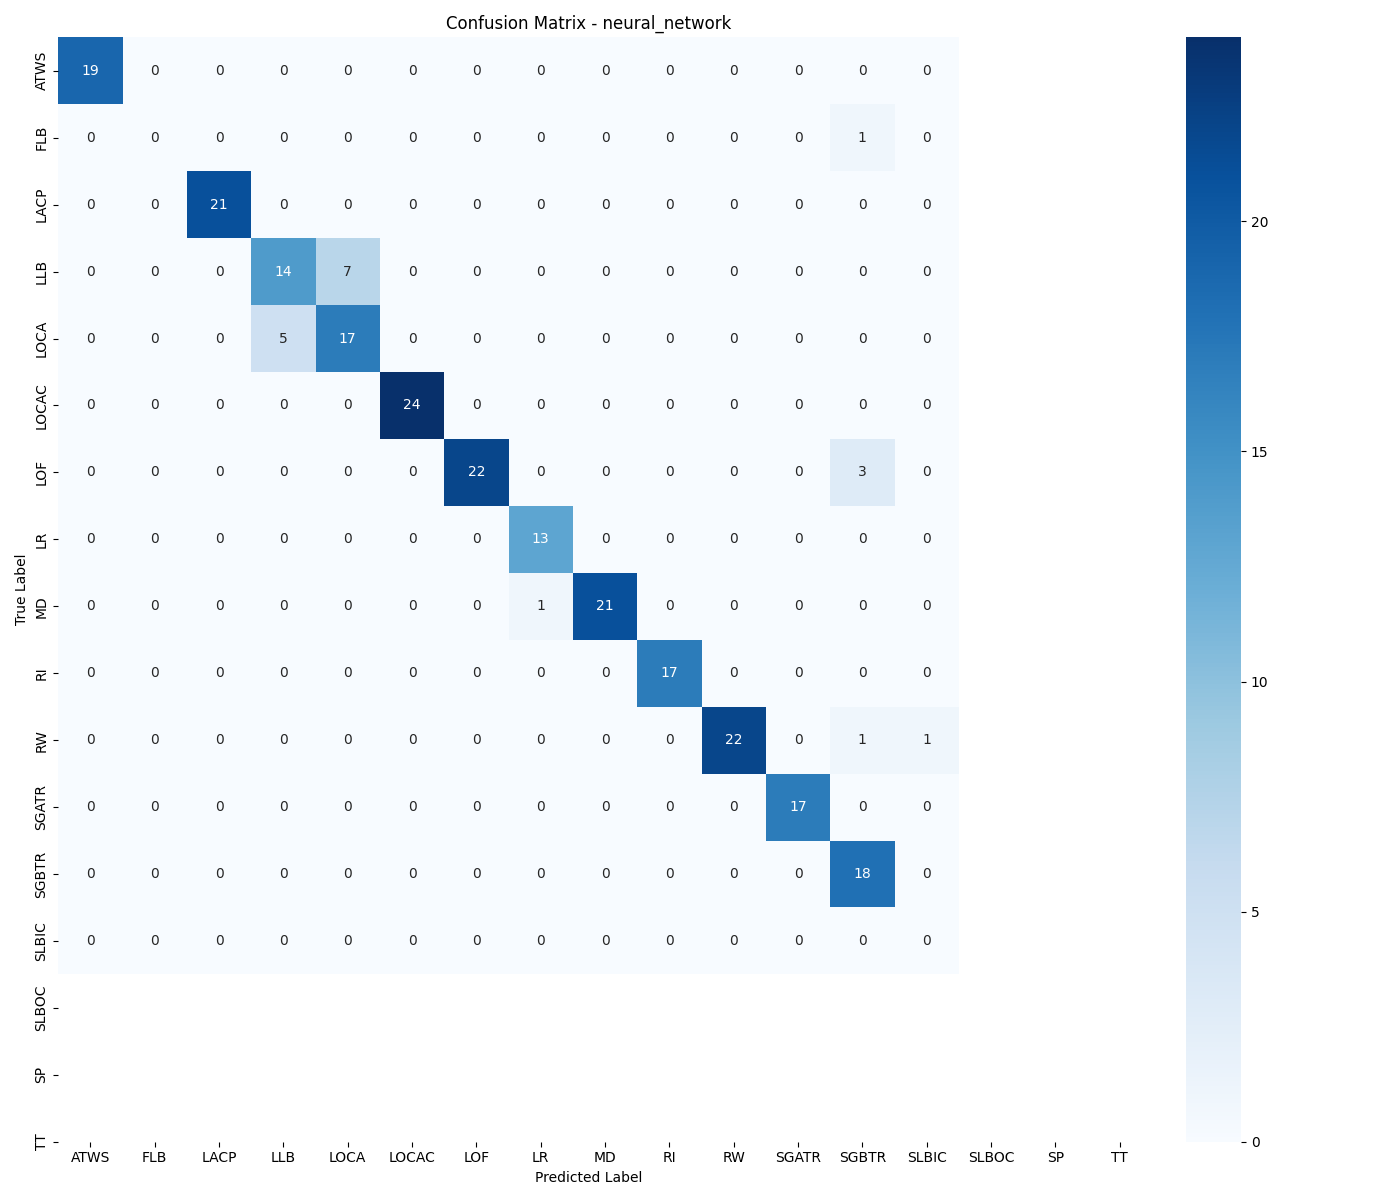 Confusion Matrix - neural_network
True Label
ATWS 19 0 0 0 0 0 0 0 0 0 0 0 0 0
FLB 0 0 0 0 0 0 0 0 0 0 0 0 1 0
LACP 0 0 21 0 0 0 0 0 0 0 0 0 0 0
LLB 0 0 0 14 7 0 0 0 0 0 0 0 0 0
LOCA 0 0 0 5 17 0 0 0 0 0 0 0 0 0
LOCAC 0 0 0 0 0 24 0 0 0 0 0 0 0 0
LOF 0 0 0 0 0 0 22 0 0 0 0 0 3 0
LR 0 0 0 0 0 0 0 13 0 0 0 0 0 0
MD 0 0 0 0 0 0 0 1 21 0 0 0 0 0
RI 0 0 0 0 0 0 0 0 0 17 0 0 0 0
RW 0 0 0 0 0 0 0 0 0 0 22 0 1 1
SGATR 0 0 0 0 0 0 0 0 0 0 0 17 0 0
SGBTR 0 0 0 0 0 0 0 0 0 0 0 0 18 0
SLBIC 0 0 0 0 0 0 0 0 0 0 0 0 0 0
SLBOC
SP
TT
ATWS FLB LACP LLB LOCA LOCAC LOF LR MD RI RW SGATR SGBTR SLBIC SLBOC SP TT
Predicted Label
20
15
10
5
0